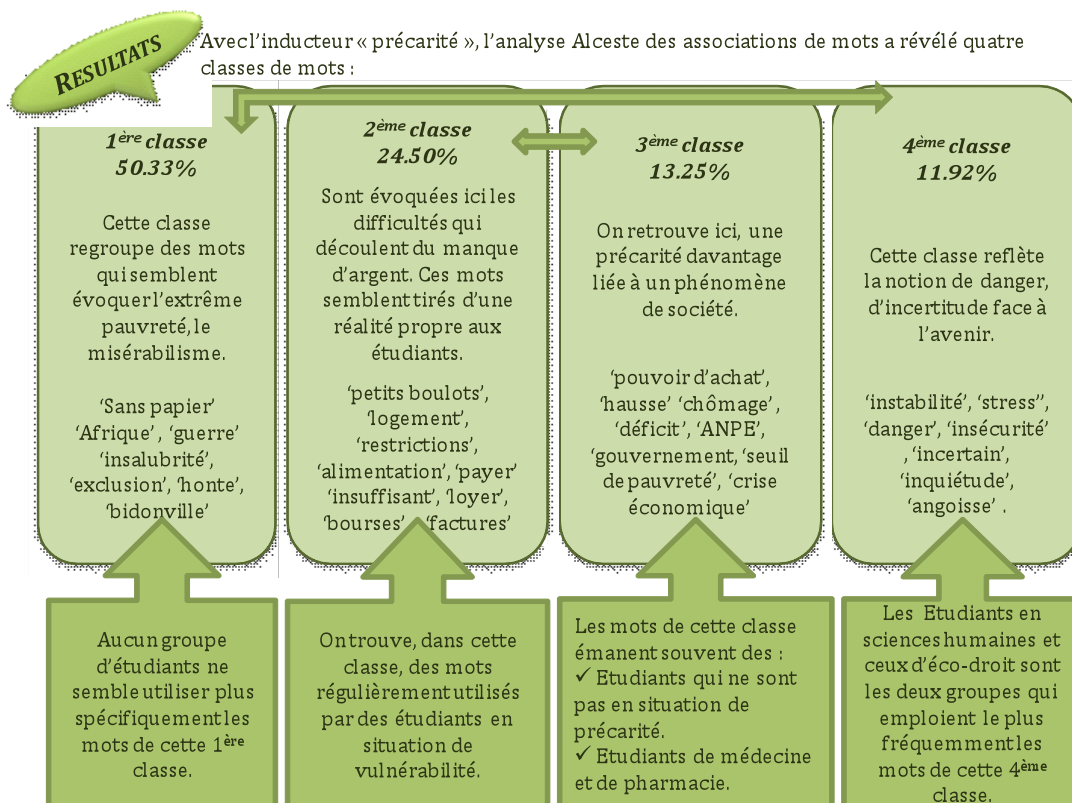 RESULTATS
Avec l'inducteur « précarité », l'analyse Alceste des associations de mots a révélé quatre
classes de mots :
1ère classe
50.33%
Cette classe
regroupe des mots
qui semblent
évoquer l'extrême
pauvreté, le
misérabilisme.
'Sans papier'
'Afrique' , 'guerre'
'insalubrité',
'exclusion', 'honte',
'bidonville'
Aucun groupe
d'étudiants ne
semble utiliser plus
spécifiquement les
mots de cette 1ère
classe.
2ème classe
24.50%
Sont évoquées ici les
difficultés qui
découlent du manque
d'argent. Ces mots
semblent tirés d'une
réalité propre aux
étudiants.
'petits boulots',
'logement',
'restrictions',
'alimentation', 'payer'
'insuffisant', 'loyer',
'bourses' , 'factures'
On trouve, dans cette
classe, des mots
régulièrement utilisés
par des étudiants en
situation de
vulnérabilité.
3ème classe
13.25%
On retrouve ici, une
précarité davantage
liée à un phénomène
de société.
'pouvoir d'achat',
'hausse' 'chômage' ,
'déficit', 'ANPE',
'gouvernement, 'seuil
de pauvreté', 'crise
économique'
Les mots de cette classe
émanent souvent des :
✓ Etudiants qui ne sont
pas en situation de
précarité.
✓ Etudiants de médecine
et de pharmacie.
4ème classe
11.92%
Cette classe reflète
la notion de danger,
d'incertitude face à
l'avenir.
'instabilité', 'stress'',
'danger', 'insécurité'
, 'incertain',
'inquiétude',
'angoisse' .
Les Etudiants en
sciences humaines et
ceux d'éco-droit sont
les deux groupes qui
emploient le plus
fréquemment les
mots de cette 4ème
classe.